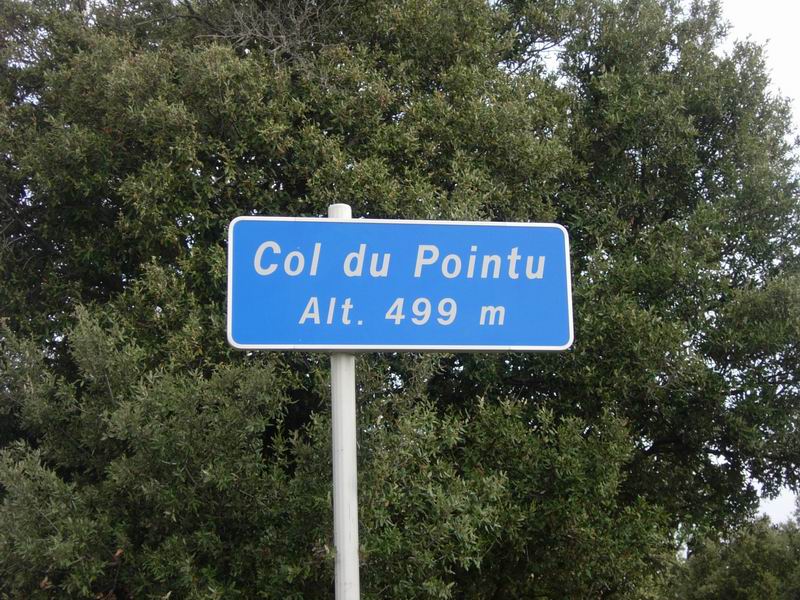 Col du Pointu
Alt. 499 m